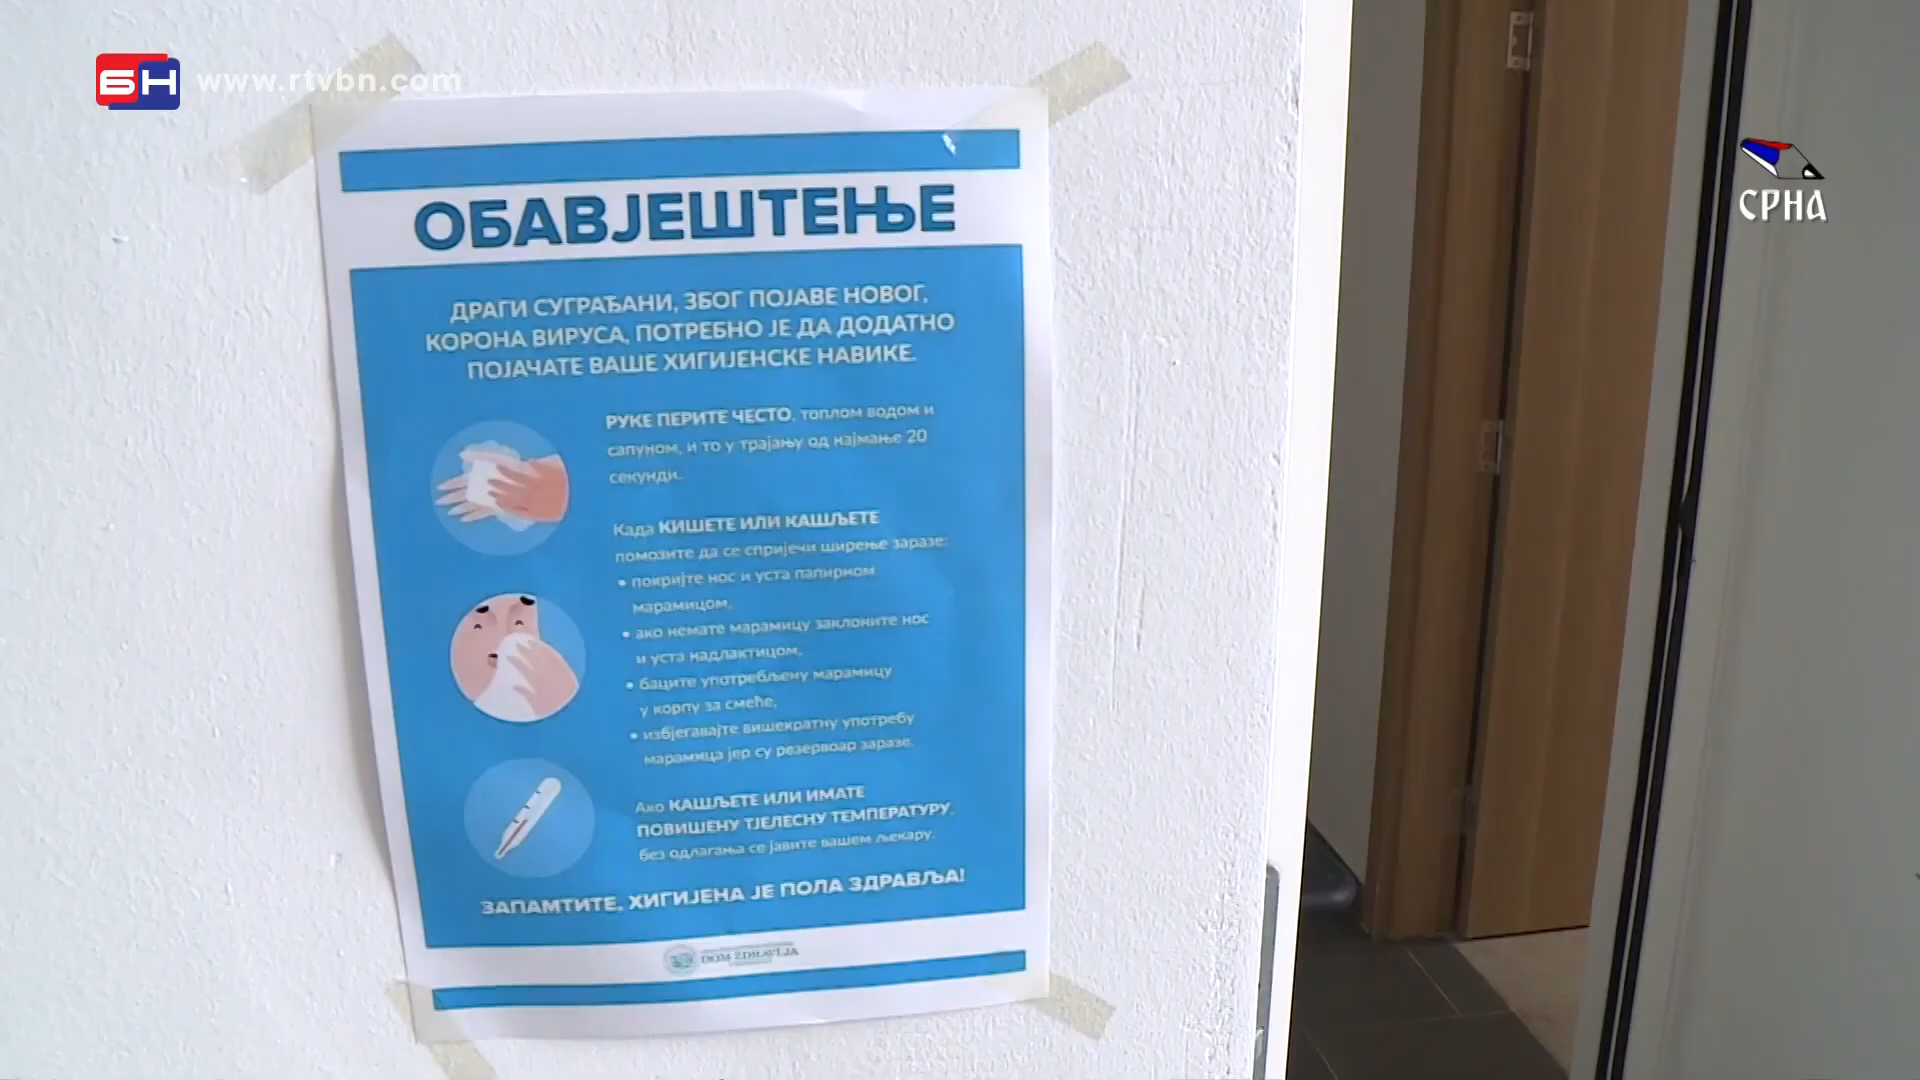 БН www.rtvbn.com
СРНА
ОБАВЈЕШТЕЊЕ
ДРАГИ СУГРАЂАНИ, ЗБОГ ПОЈАВЕ НОВОГ,
КОРОНА ВИРУСА, ПОТРЕБНО ЈЕ ДА ДОДАТНО
ПОЈАЧАТЕ ВАШЕ ХИГИЈЕНСКЕ НАВИКЕ.
РУКЕ ПЕРИТЕ ЧЕСТО, топлом водом и
сапуном, и то у трајању од најмање 20
секунди.
Када КИШЕТЕ ИЛИ КАШЉЕТЕ
помозите да се спријечи ширење заразе:
• покријте нос и уста папирном
марамицом,
• ако немате марамицу заклоните нос
и уста надлактицом,
• баците употребљену марамицу
у корпу за смеће,
• избјегавајте вишекратну употребу
марамица јер су резервоар заразе.
Ако КАШЉЕТЕ ИЛИ ИМАТЕ
ПОВИШЕНУ ТЈЕЛЕСНУ ТЕМПЕРАТУРУ,
без одлагања се јавите вашем љекару.
ЗАПАМТИТЕ, ХИГИЈЕНА ЈЕ ПОЛА ЗДРАВЉА!
DOM ZDRAVLJA